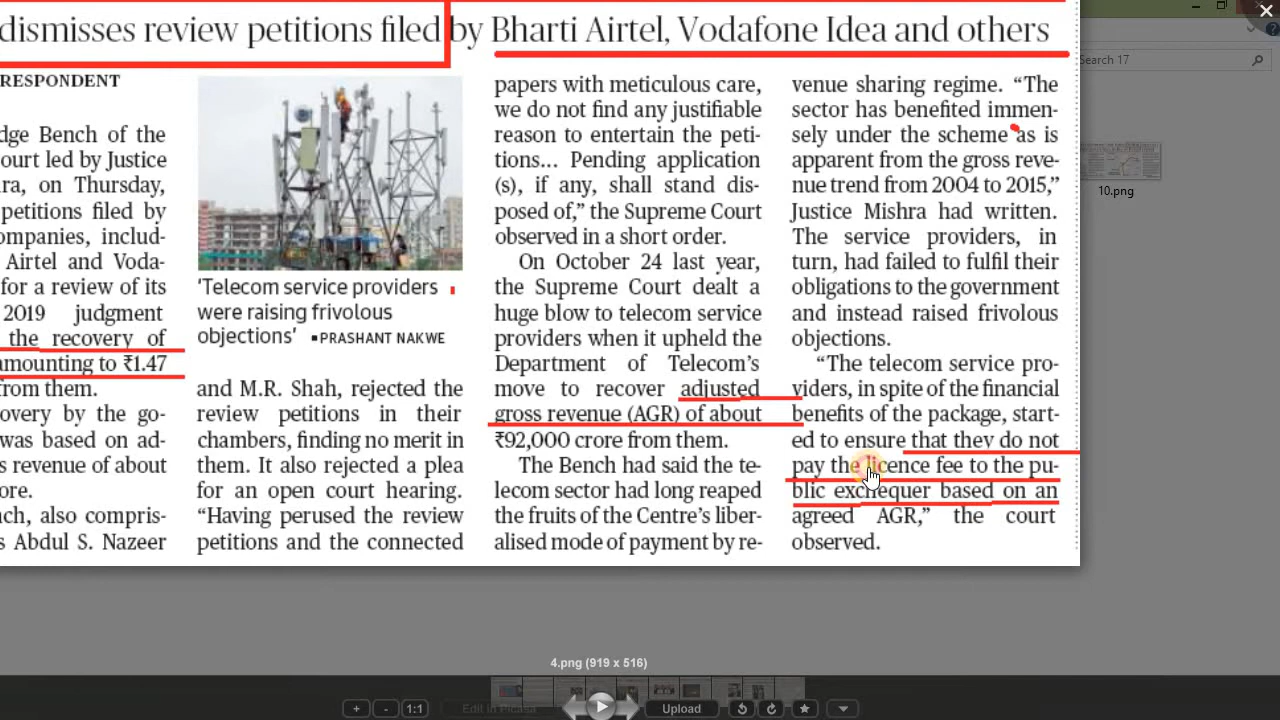 dismisses review petitions filed by Bharti Airtel, Vodafone Idea and others
RESPONDENT
dge Bench of the
ourt led by Justice
ra, on Thursday,
petitions filed by
ompanies, includ-
Airtel and Voda-
for a review of its
2019 judgment
the recovery of
amounting to ₹1.47
from them.
overy by the go-
was based on ad-
s revenue of about
ore.
nch, also compris-
s Abdul S. Nazeer
‘Telecom service providers
were raising frivolous
objections’ ▪PRASHANT NAKWE
and M.R. Shah, rejected the
review petitions in their
chambers, finding no merit in
them. It also rejected a plea
for an open court hearing.
“Having perused the review
petitions and the connected
papers with meticulous care,
we do not find any justifiable
reason to entertain the peti-
tions... Pending application
(s), if any, shall stand dis-
posed of,” the Supreme Court
observed in a short order.
On October 24 last year,
the Supreme Court dealt a
huge blow to telecom service
providers when it upheld the
Department of Telecom’s
move to recover adjusted
gross revenue (AGR) of about
₹92,000 crore from them.
The Bench had said the te-
lecom sector had long reaped
the fruits of the Centre’s liber-
alised mode of payment by re-
venue sharing regime. “The
sector has benefited immen-
sely under the scheme as is
apparent from the gross reve-
nue trend from 2004 to 2015,”
Justice Mishra had written.
The service providers, in
turn, had failed to fulfil their
obligations to the government
and instead raised frivolous
objections.
“The telecom service pro-
viders, in spite of the financial
benefits of the package, start-
ed to ensure that they do not
pay the licence fee to the pu-
blic exchequer based on an
agreed AGR,” the court
observed.
Search 17
10.png
4.png (919 x 516)
+ - 1:1 Edit in Picasa Upload